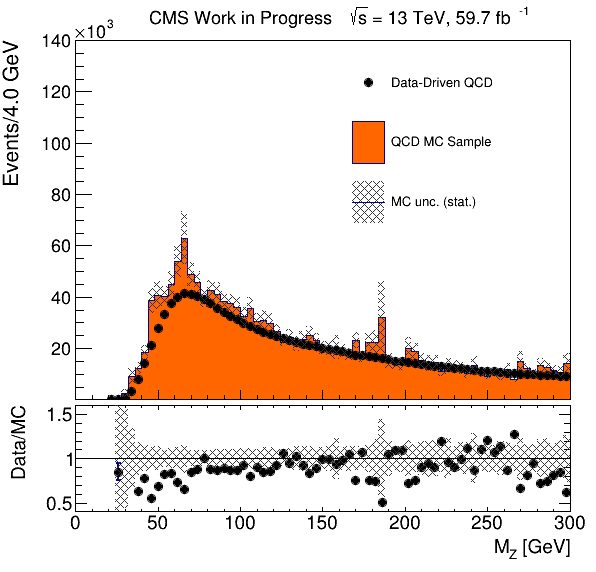 CMS Work in Progress √s = 13 TeV, 59.7 fb⁻¹
×10³
Events/4.0 GeV
140
120
100
80
60
40
20
Data-Driven QCD
QCD MC Sample
MC unc. (stat.)
Data/MC
1.5
1
0.5
0 50 100 150 200 250 300
M_Z [GeV]